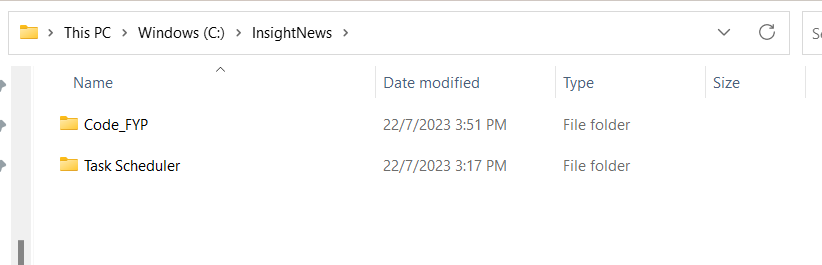 This PC > Windows (C:) > InsightNews >
Name Date modified Type Size
Code_FYP 22/7/2023 3:51 PM File folder
Task Scheduler 22/7/2023 3:17 PM File folder